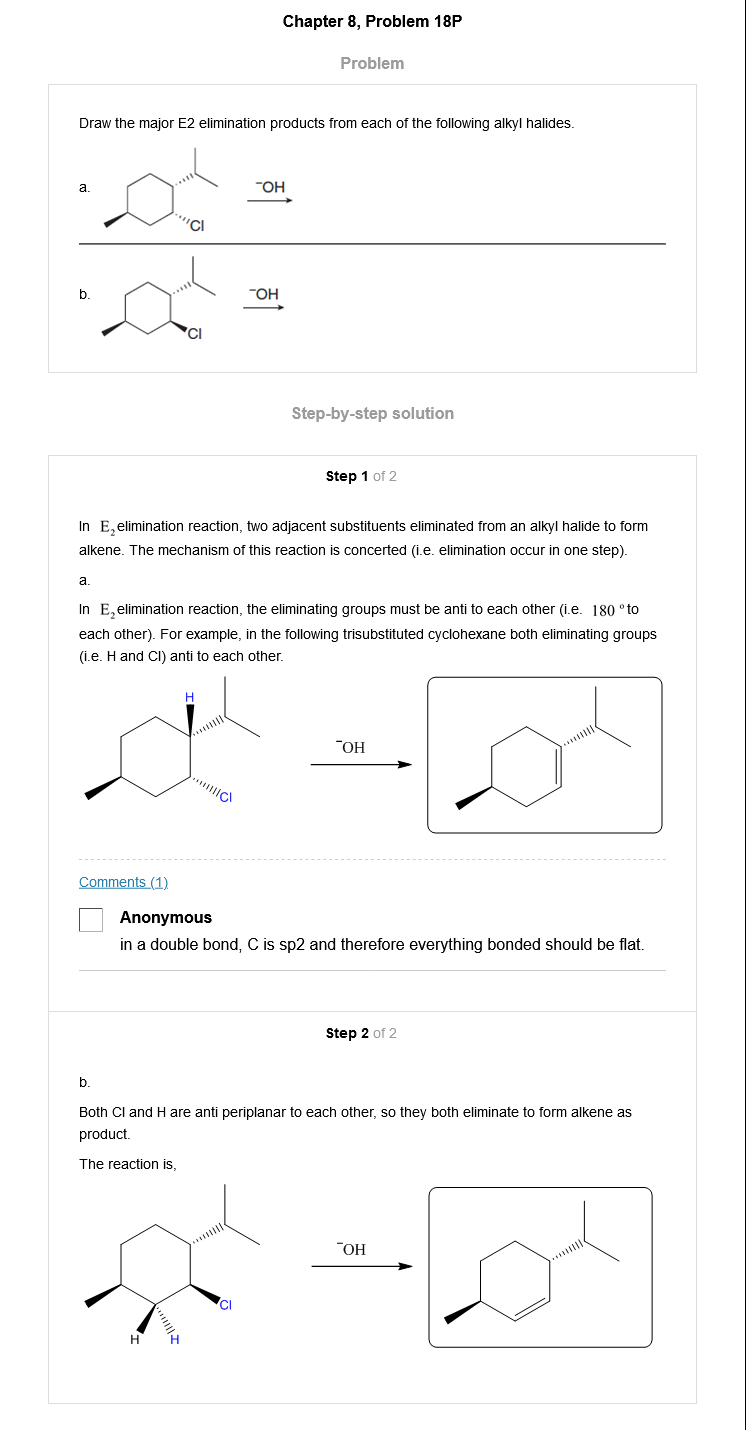 Chapter 8, Problem 18P
Problem
Draw the major E2 elimination products from each of the following alkyl halides.
a.
⁻OH
Cl
b.
⁻OH
Cl
Step-by-step solution
Step 1 of 2
In E₂ elimination reaction, two adjacent substituents eliminated from an alkyl halide to form
alkene. The mechanism of this reaction is concerted (i.e. elimination occur in one step).
a.
In E₂ elimination reaction, the eliminating groups must be anti to each other (i.e. 180 ° to
each other). For example, in the following trisubstituted cyclohexane both eliminating groups
(i.e. H and Cl) anti to each other.
H
⁻OH
Cl
Comments (1)
Anonymous
in a double bond, C is sp2 and therefore everything bonded should be flat.
Step 2 of 2
b.
Both Cl and H are anti periplanar to each other, so they both eliminate to form alkene as
product.
The reaction is,
⁻OH
Cl
H H